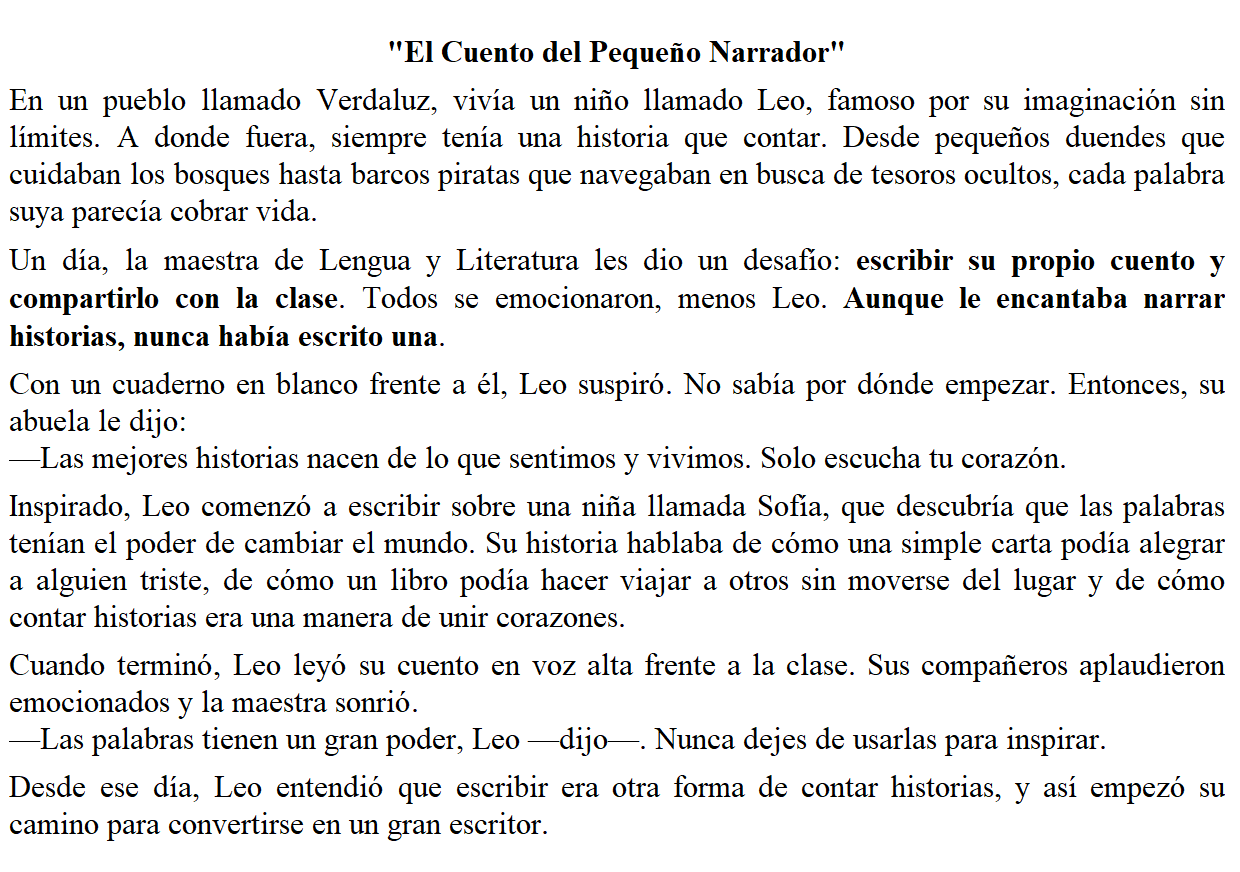 "El Cuento del Pequeño Narrador"
En un pueblo llamado Verdaluz, vivía un niño llamado Leo, famoso por su imaginación sin
límites. A donde fuera, siempre tenía una historia que contar. Desde pequeños duendes que
cuidaban los bosques hasta barcos piratas que navegaban en busca de tesoros ocultos, cada palabra
suya parecía cobrar vida.
Un día, la maestra de Lengua y Literatura les dio un desafío: escribir su propio cuento y
compartirlo con la clase. Todos se emocionaron, menos Leo. Aunque le encantaba narrar
historias, nunca había escrito una.
Con un cuaderno en blanco frente a él, Leo suspiró. No sabía por dónde empezar. Entonces, su
abuela le dijo:
—Las mejores historias nacen de lo que sentimos y vivimos. Solo escucha tu corazón.
Inspirado, Leo comenzó a escribir sobre una niña llamada Sofía, que descubría que las palabras
tenían el poder de cambiar el mundo. Su historia hablaba de cómo una simple carta podía alegrar
a alguien triste, de cómo un libro podía hacer viajar a otros sin moverse del lugar y de cómo
contar historias era una manera de unir corazones.
Cuando terminó, Leo leyó su cuento en voz alta frente a la clase. Sus compañeros aplaudieron
emocionados y la maestra sonrió.
—Las palabras tienen un gran poder, Leo —dijo—. Nunca dejes de usarlas para inspirar.
Desde ese día, Leo entendió que escribir era otra forma de contar historias, y así empezó su
camino para convertirse en un gran escritor.